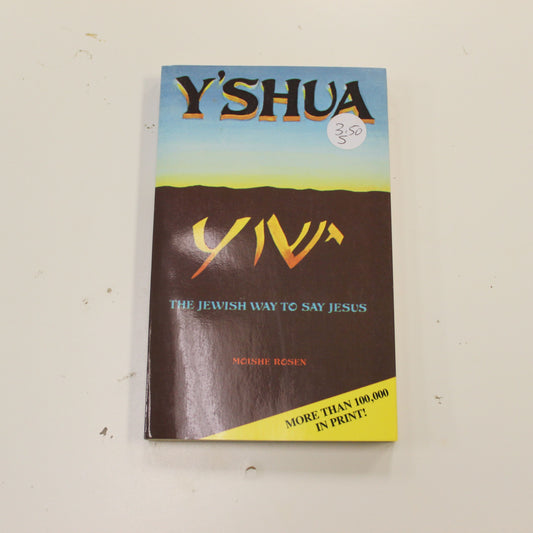 Y'SHUA
3.50
S
ישוע
THE JEWISH WAY TO SAY JESUS
MOISHE ROSEN
MORE THAN 100,000
IN PRINT!